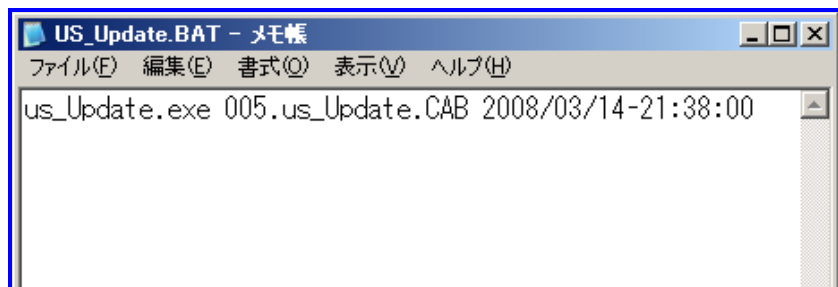 US_Update.BAT - メモ帳
ファイル(F) 編集(E) 書式(O) 表示(V) ヘルプ(H)
us_Update.exe 005.us_Update.CAB 2008/03/14-21:38:00